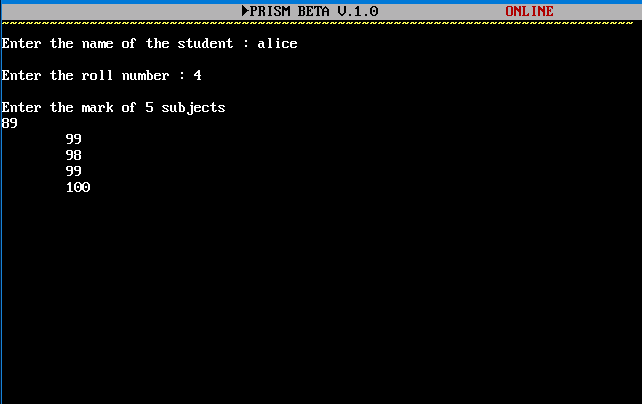 ►PRISM BETA V.1.0 ONLINE
Enter the name of the student : alice
Enter the roll number : 4
Enter the mark of 5 subjects
89
99
98
99
100